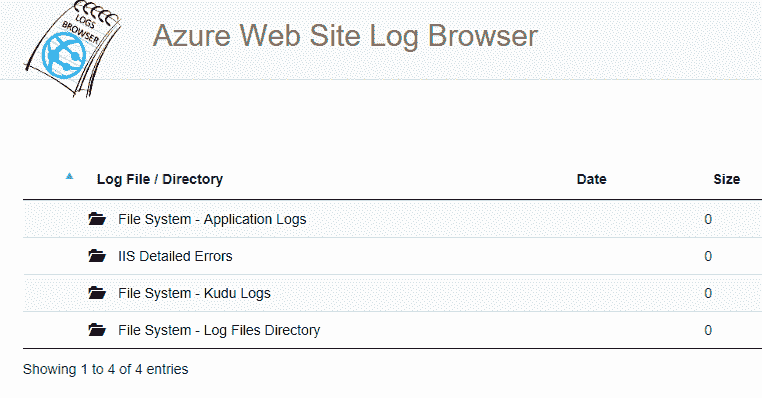 LOGS
BROWSER
Azure Web Site Log Browser
Log File / Directory Date Size
File System - Application Logs 0
IIS Detailed Errors 0
File System - Kudu Logs 0
File System - Log Files Directory 0
Showing 1 to 4 of 4 entries